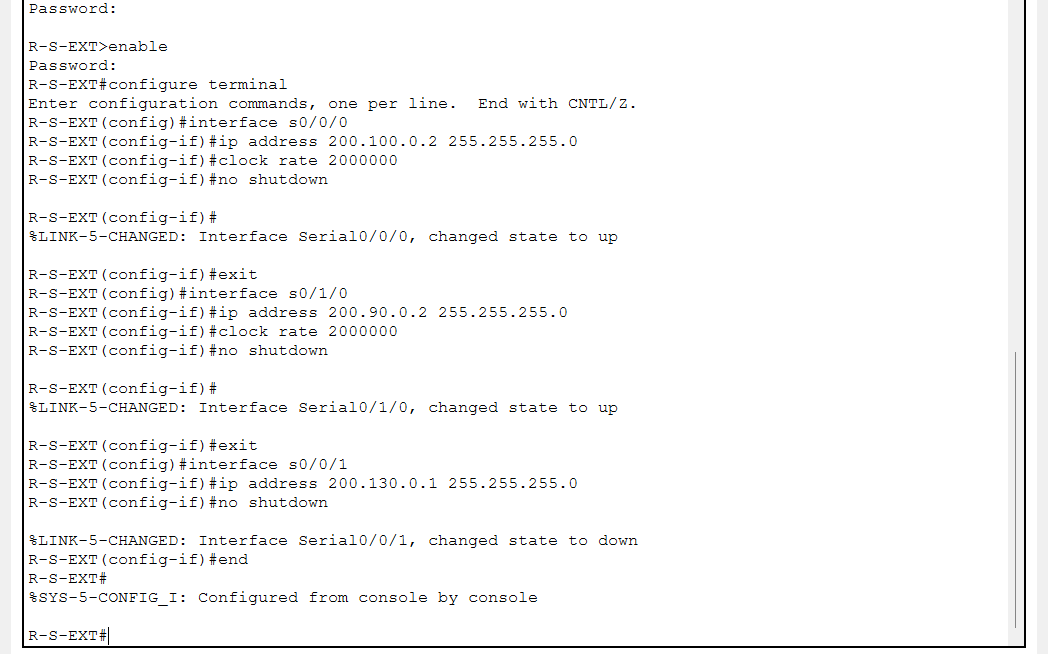 Password:
R-S-EXT>enable
Password:
R-S-EXT#configure terminal
Enter configuration commands, one per line.  End with CNTL/Z.
R-S-EXT(config)#interface s0/0/0
R-S-EXT(config-if)#ip address 200.100.0.2 255.255.255.0
R-S-EXT(config-if)#clock rate 2000000
R-S-EXT(config-if)#no shutdown
R-S-EXT(config-if)#
%LINK-5-CHANGED: Interface Serial0/0/0, changed state to up
R-S-EXT(config-if)#exit
R-S-EXT(config)#interface s0/1/0
R-S-EXT(config-if)#ip address 200.90.0.2 255.255.255.0
R-S-EXT(config-if)#clock rate 2000000
R-S-EXT(config-if)#no shutdown
R-S-EXT(config-if)#
%LINK-5-CHANGED: Interface Serial0/1/0, changed state to up
R-S-EXT(config-if)#exit
R-S-EXT(config)#interface s0/0/1
R-S-EXT(config-if)#ip address 200.130.0.1 255.255.255.0
R-S-EXT(config-if)#no shutdown
%LINK-5-CHANGED: Interface Serial0/0/1, changed state to down
R-S-EXT(config-if)#end
R-S-EXT#
%SYS-5-CONFIG_I: Configured from console by console
R-S-EXT#